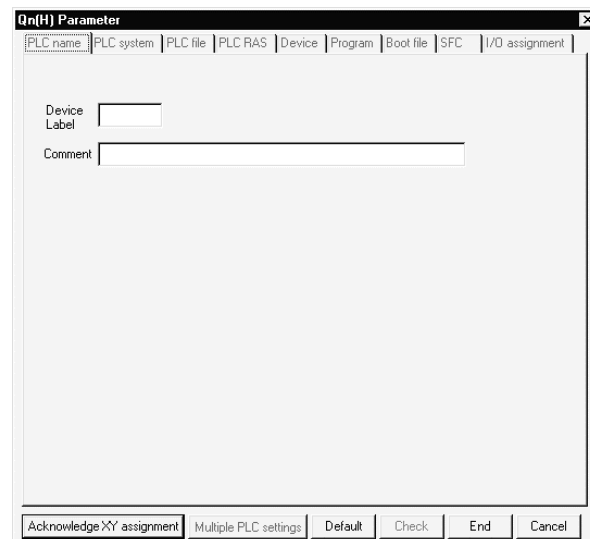 Qn(H) Parameter
PLC name PLC system PLC file PLC RAS Device Program Boot file SFC I/O assignment
Device
Label
Comment
Acknowledge XY assignment Multiple PLC settings Default Check End Cancel